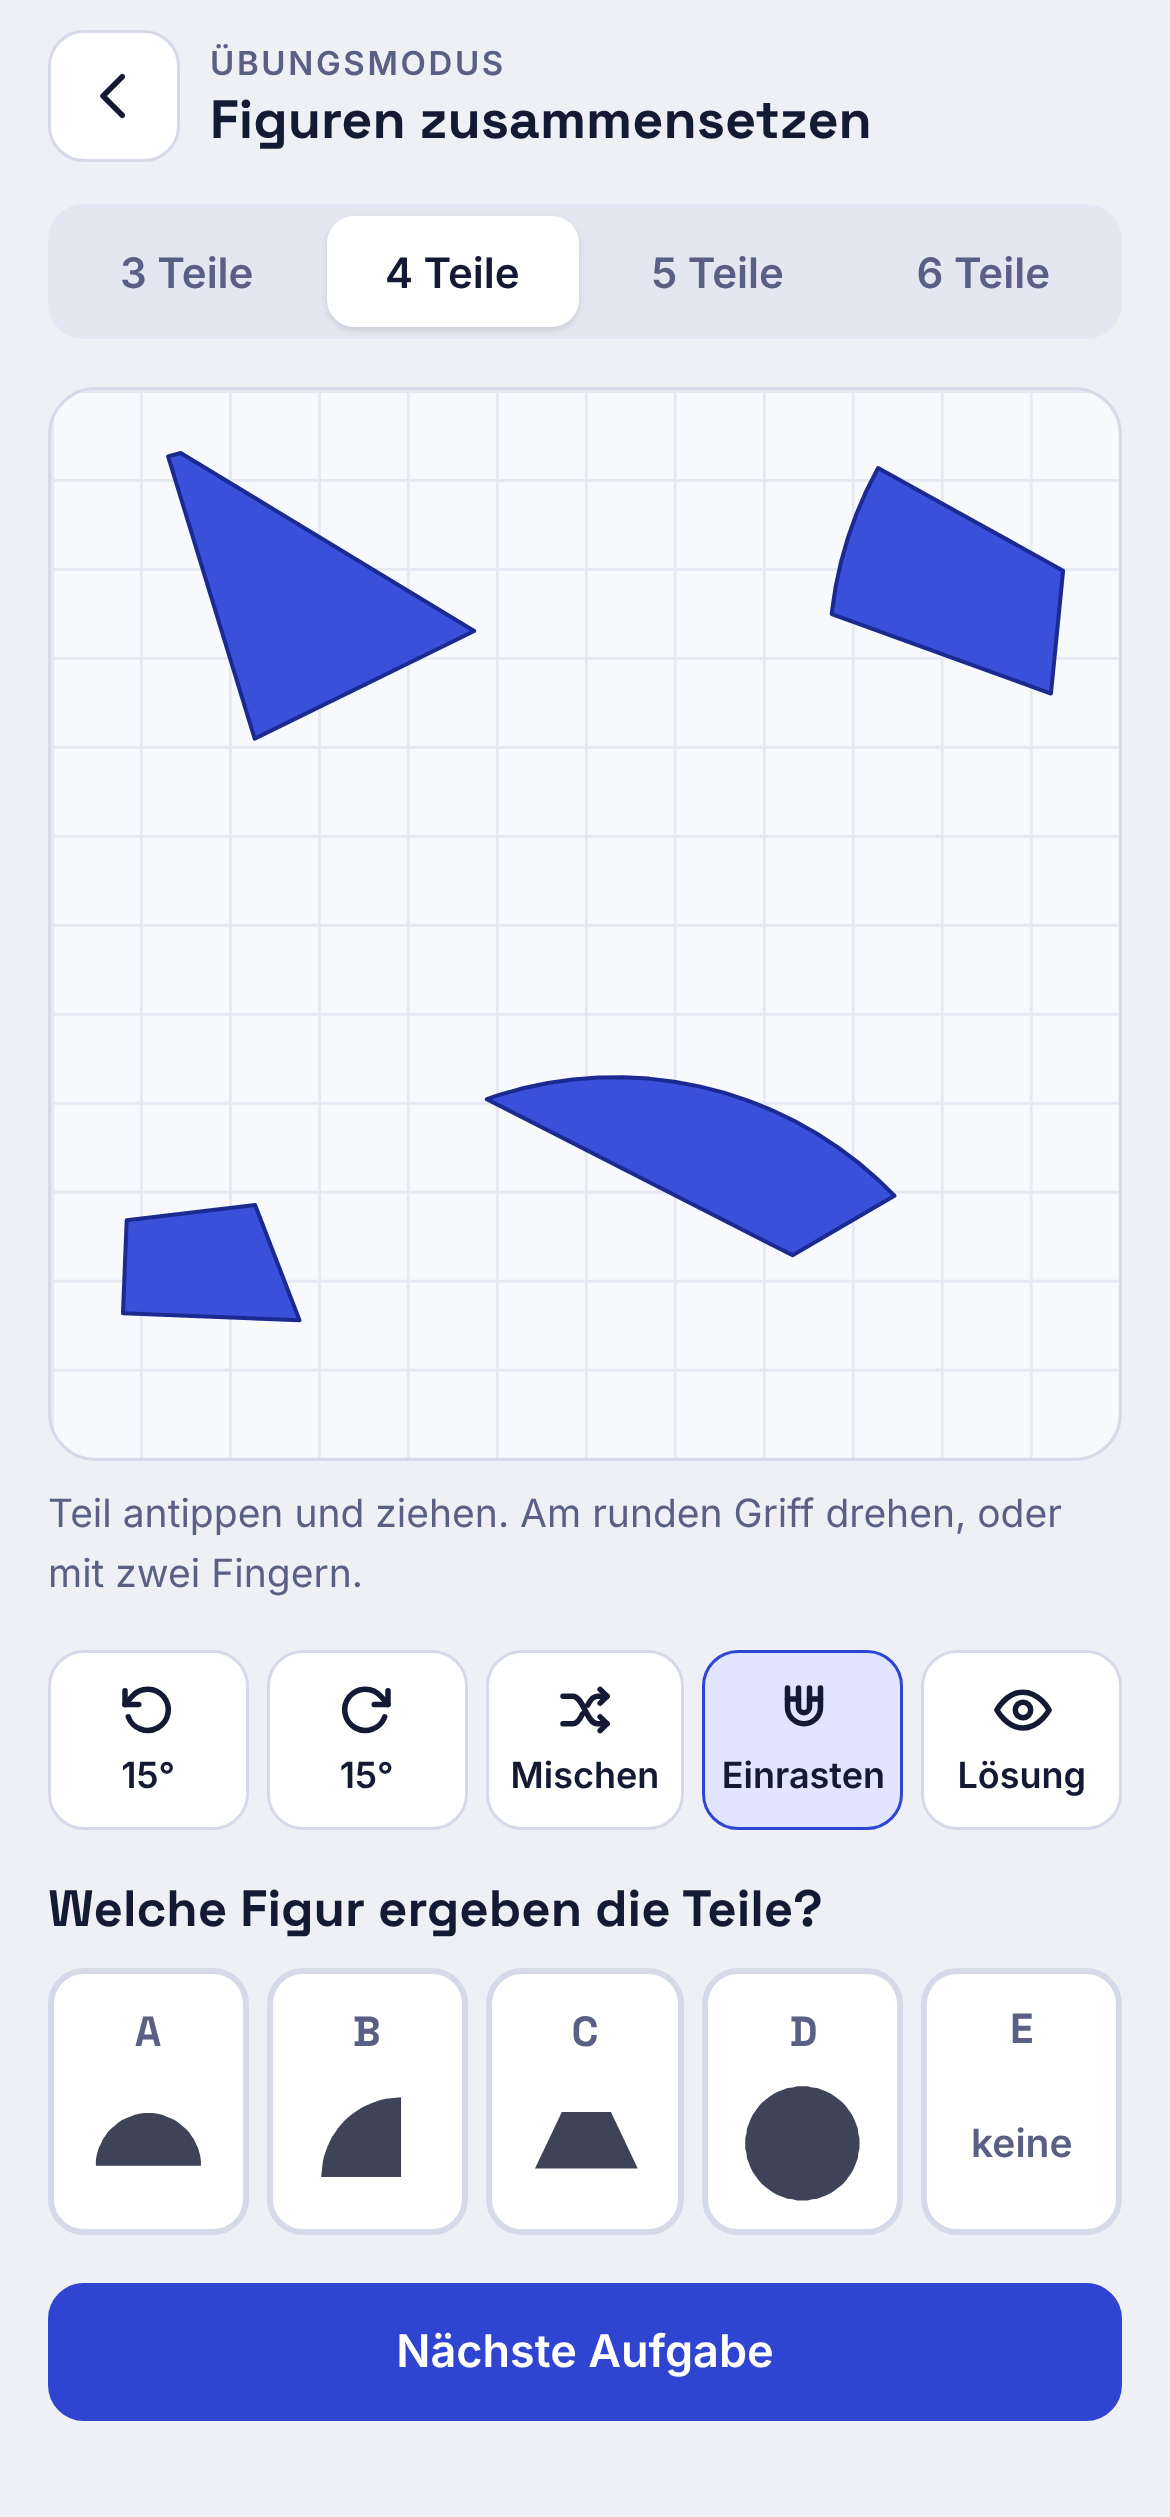 ÜBUNGSMODUS
Figuren zusammensetzen
3 Teile
4 Teile
5 Teile
6 Teile
Teil antippen und ziehen. Am runden Griff drehen, oder
mit zwei Fingern.
15°
15°
Mischen
Einrasten
Lösung
Welche Figur ergeben die Teile?
A
B
C
D
E
keine
Nächste Aufgabe